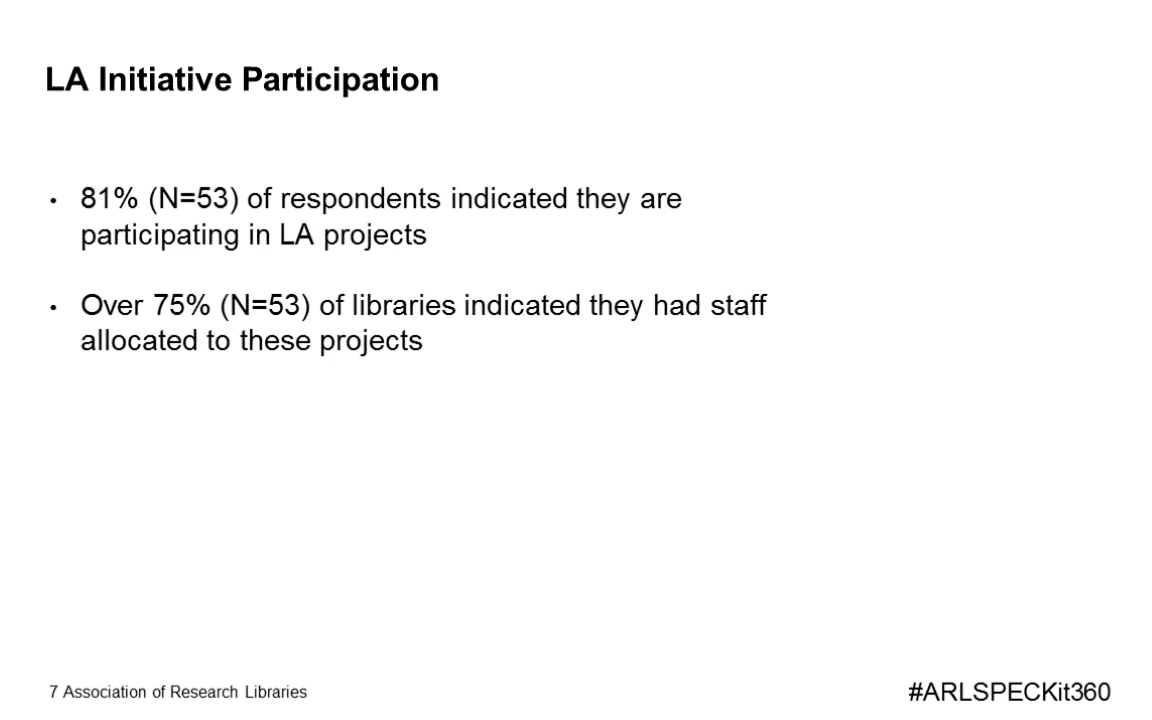 LA Initiative Participation
• 81% (N=53) of respondents indicated they are
participating in LA projects
• Over 75% (N=53) of libraries indicated they had staff
allocated to these projects
7 Association of Research Libraries
#ARLSPECKit360